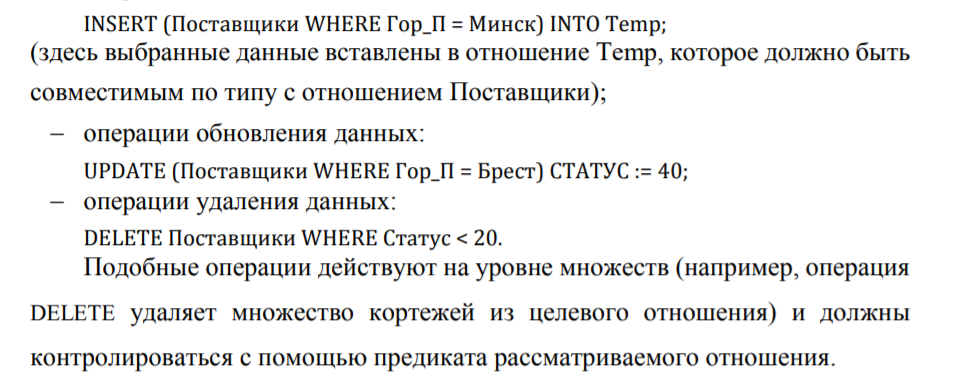 INSERT (Поставщики WHERE Гор_П = Минск) INTO Temp;
(здесь выбранные данные вставлены в отношение Temp, которое должно быть
совместимым по типу с отношением Поставщики);
− операции обновления данных:
UPDATE (Поставщики WHERE Гор_П = Брест) СТАТУС := 40;
− операции удаления данных:
DELETE Поставщики WHERE Статус < 20.
Подобные операции действуют на уровне множеств (например, операция
DELETE удаляет множество кортежей из целевого отношения) и должны
контролироваться с помощью предиката рассматриваемого отношения.